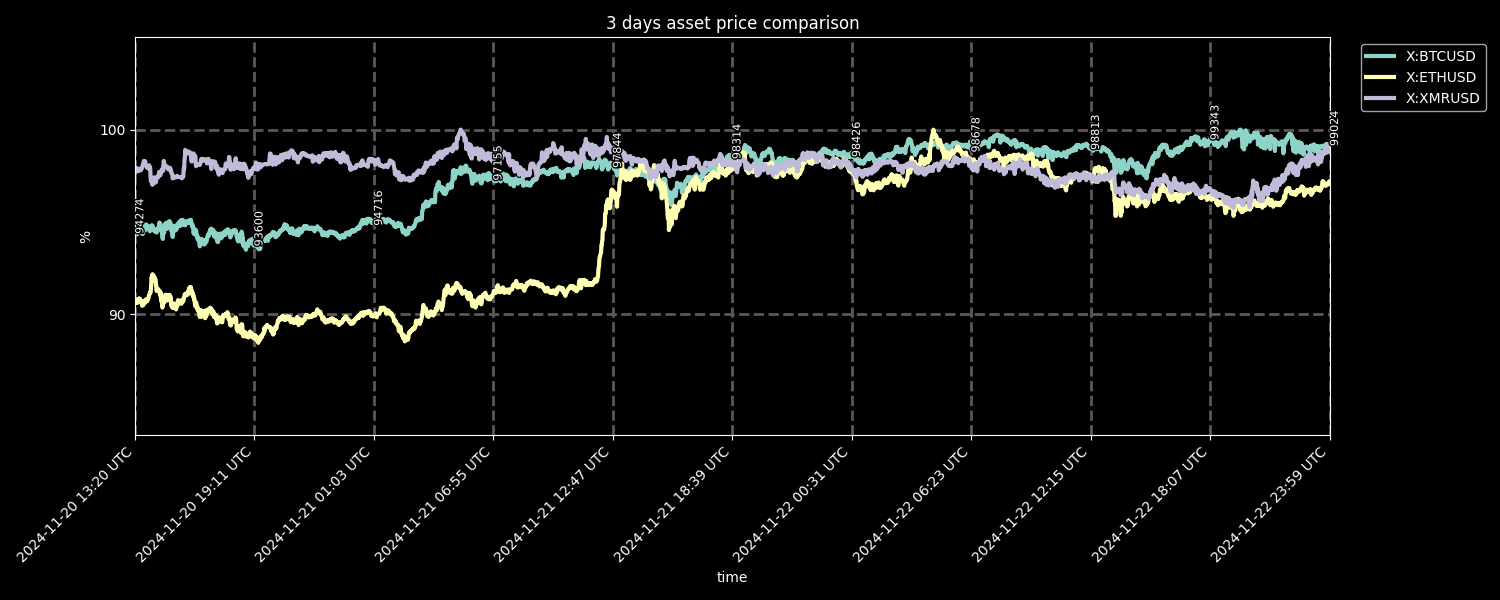 3 days asset price comparison
X:BTCUSD
X:ETHUSD
X:XMRUSD
%
100
90
94274
93600
94716
97155
97844
98314
98426
98678
98813
99343
99024
2024-11-20 13:20 UTC
2024-11-20 19:11 UTC
2024-11-21 01:03 UTC
2024-11-21 06:55 UTC
2024-11-21 12:47 UTC
2024-11-21 18:39 UTC
2024-11-22 00:31 UTC
2024-11-22 06:23 UTC
2024-11-22 12:15 UTC
2024-11-22 18:07 UTC
2024-11-22 23:59 UTC
time